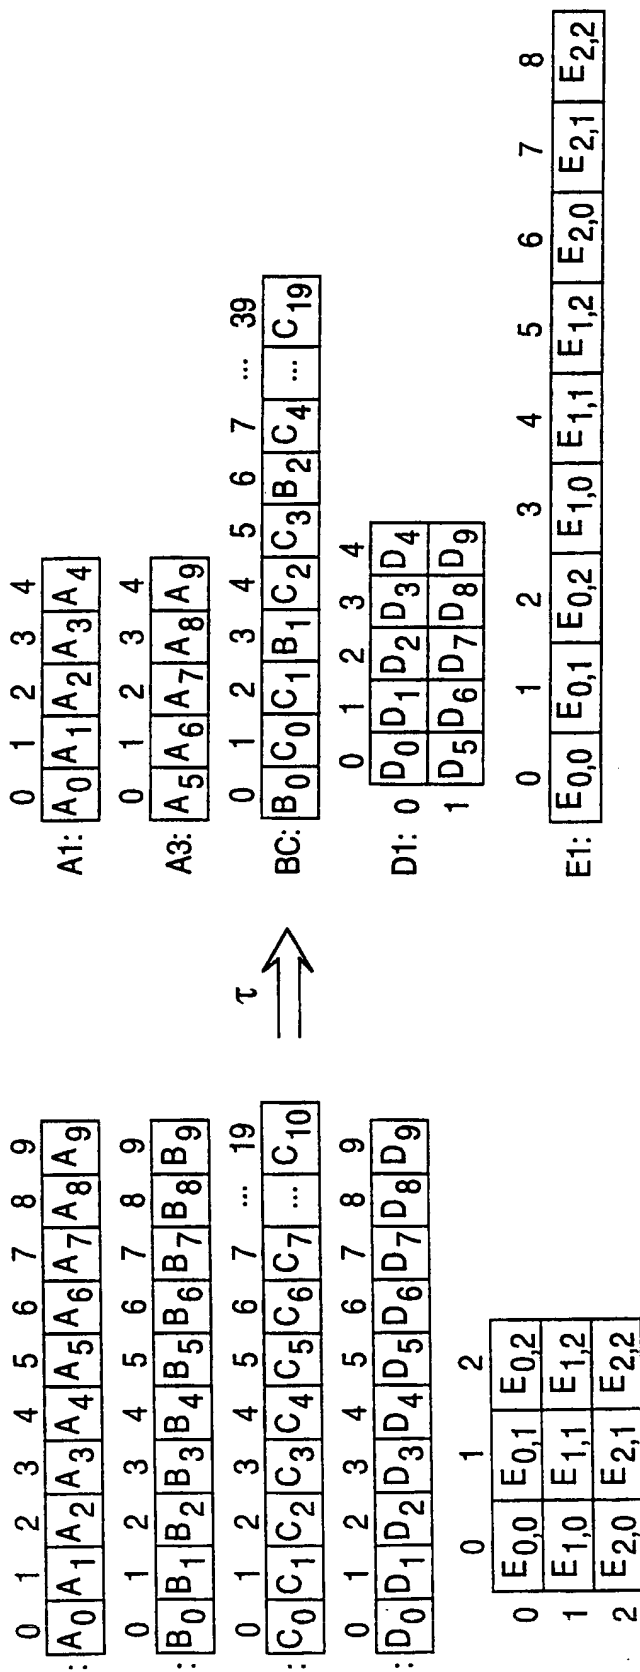 0 1 2 3 4 5 6 7 8 9
: A0 A1 A2 A3 A4 A5 A6 A7 A8 A9
0 1 2 3 4 5 6 7 8 9
: B0 B1 B2 B3 B4 B5 B6 B7 B8 B9
0 1 2 3 4 5 6 7 ... 19
: C0 C1 C2 C3 C4 C5 C6 C7 ... C10
0 1 2 3 4 5 6 7 8 9
: D0 D1 D2 D3 D4 D5 D6 D7 D8 D9
0 1 2
0 E0,0 E0,1 E0,2
1 E1,0 E1,1 E1,2
2 E2,0 E2,1 E2,2
τ
0 1 2 3 4
A1: A0 A1 A2 A3 A4
0 1 2 3 4
A3: A5 A6 A7 A8 A9
0 1 2 3 4 5 6 7 ... 39
BC: B0 C0 C1 B1 C2 C3 B2 C4 ... C19
0 1 2 3 4
D1: 0 D0 D1 D2 D3 D4
1 D5 D6 D7 D8 D9
0 1 2 3 4 5 6 7 8
E1: E0,0 E0,1 E0,2 E1,0 E1,1 E1,2 E2,0 E2,1 E2,2